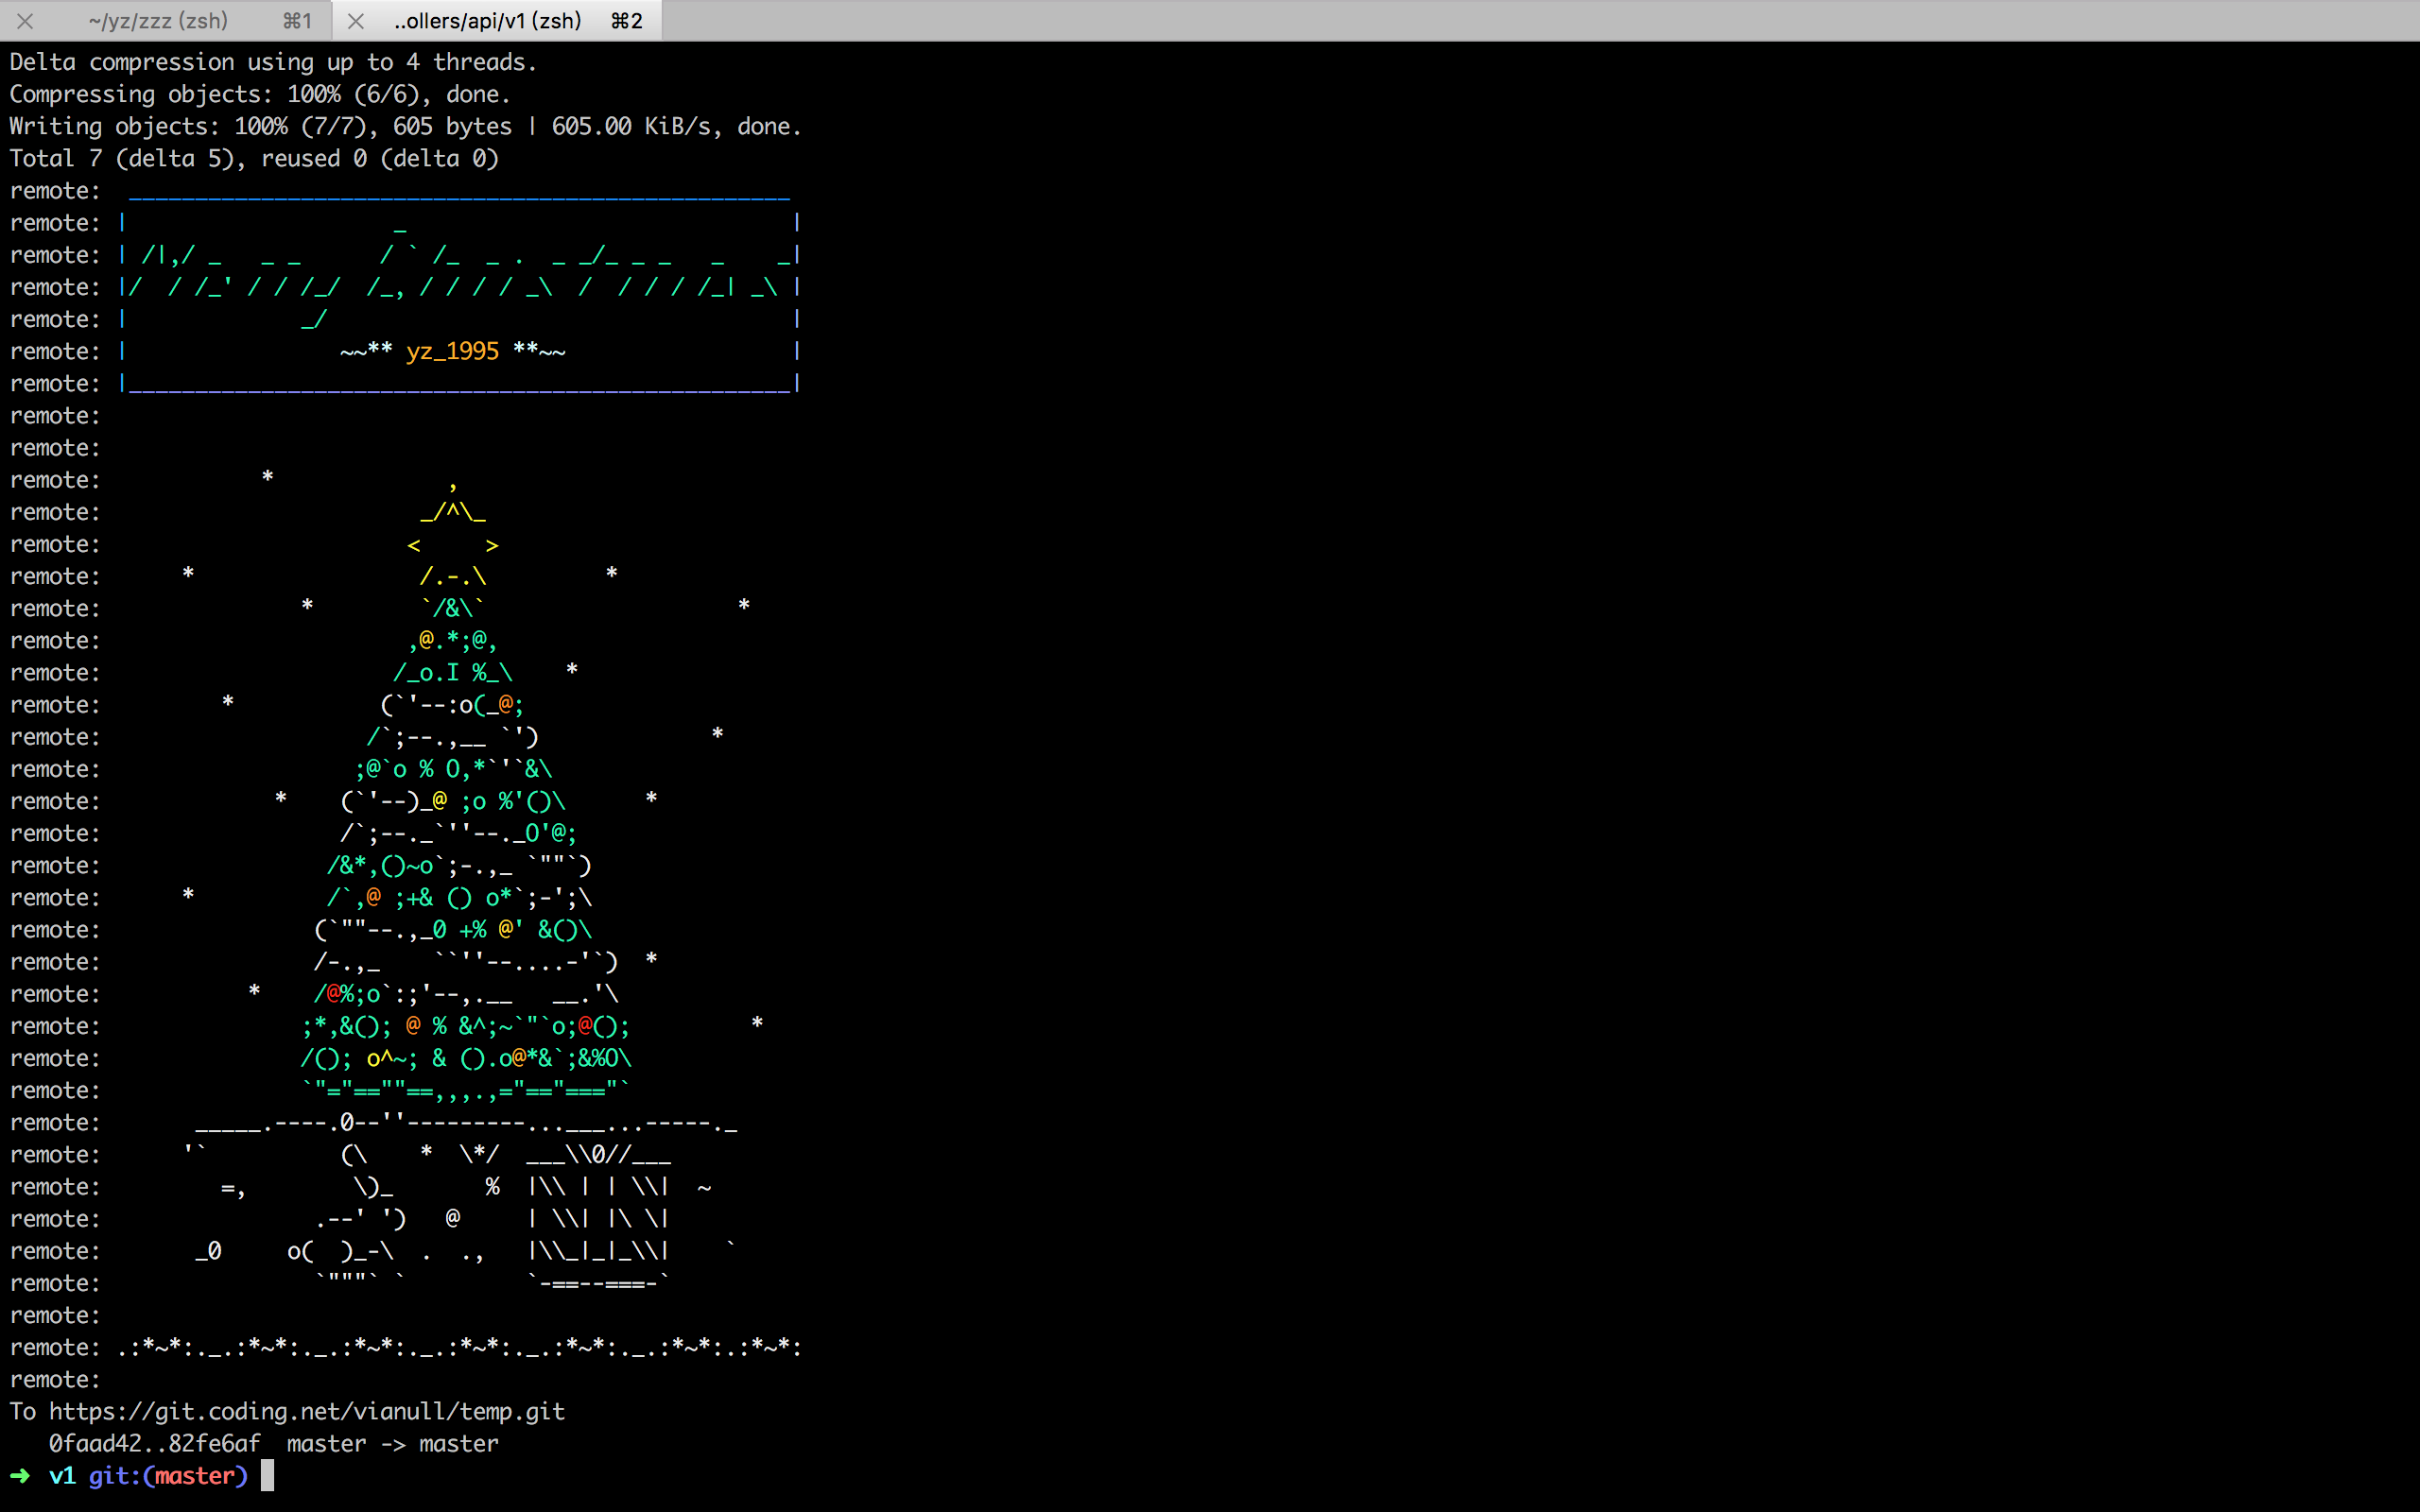 ~/yz/zzz (zsh) ⌘1 ..ollers/api/v1 (zsh) ⌘2
Delta compression using up to 4 threads.
Compressing objects: 100% (6/6), done.
Writing objects: 100% (7/7), 605 bytes | 605.00 KiB/s, done.
Total 7 (delta 5), reused 0 (delta 0)
remote:  __________________________________________________
remote: |                    _                             |
remote: | /|,/ _   _ _      / ` /_  _ .  _ _/_ _ _   _    _|
remote: |/  / /_' / / /_/  /_, / / / / _\  /  / / / /_| _\ |
remote: |             _/                                   |
remote: |                ~~** yz_1995 **~~                 |
remote: |__________________________________________________|
remote:
remote:
remote:            *             ,
remote:                        _/^\_
remote:                       <     >
remote:      *                 /.-.\         *
remote:               *        `/&\`                   *
remote:                       ,@.*;@,
remote:                      /_o.I %_\    *
remote:         *           (`'--:o(_@;
remote:                    /`;--.,__ `')             *
remote:                   ;@`o % O,*`'`&\
remote:             *    (`'--)_@ ;o %'()\      *
remote:                  /`;--._`''--._O'@;
remote:                 /&*,()~o`;-.,_ `""`)
remote:      *          /`,@ ;+& () o*`;-';\
remote:                (`""--.,_0 +% @' &()\
remote:                /-.,_    ``''--....-'`)  *
remote:           *    /@%;o`:;'--,.__   __.'\
remote:               ;*,&(); @ % &^;~`"`o;@();         *
remote:               /(); o^~; & ().o@*&`;&%O\
remote:               `"="==""==,,,.,="=="==="`
remote:       _____.----.0--''---------...___...-----._
remote:      '`          (\    *  \*/  ___\\0//___
remote:         =,        \)_       %  |\\ | | \\|  ~
remote:                .--' ')   @     | \\| |\ \|
remote:       _0     o(  )_-\  .  .,   |\\_|_|_\\|    `
remote:                `"""` `         `-==--===-`
remote:
remote: .:*~*:._.:*~*:._.:*~*:._.:*~*:._.:*~*:._.:*~*:.:*~*:
remote:
To https://git.coding.net/vianull/temp.git
   0faad42..82fe6af  master -> master
➜  v1 git:(master)